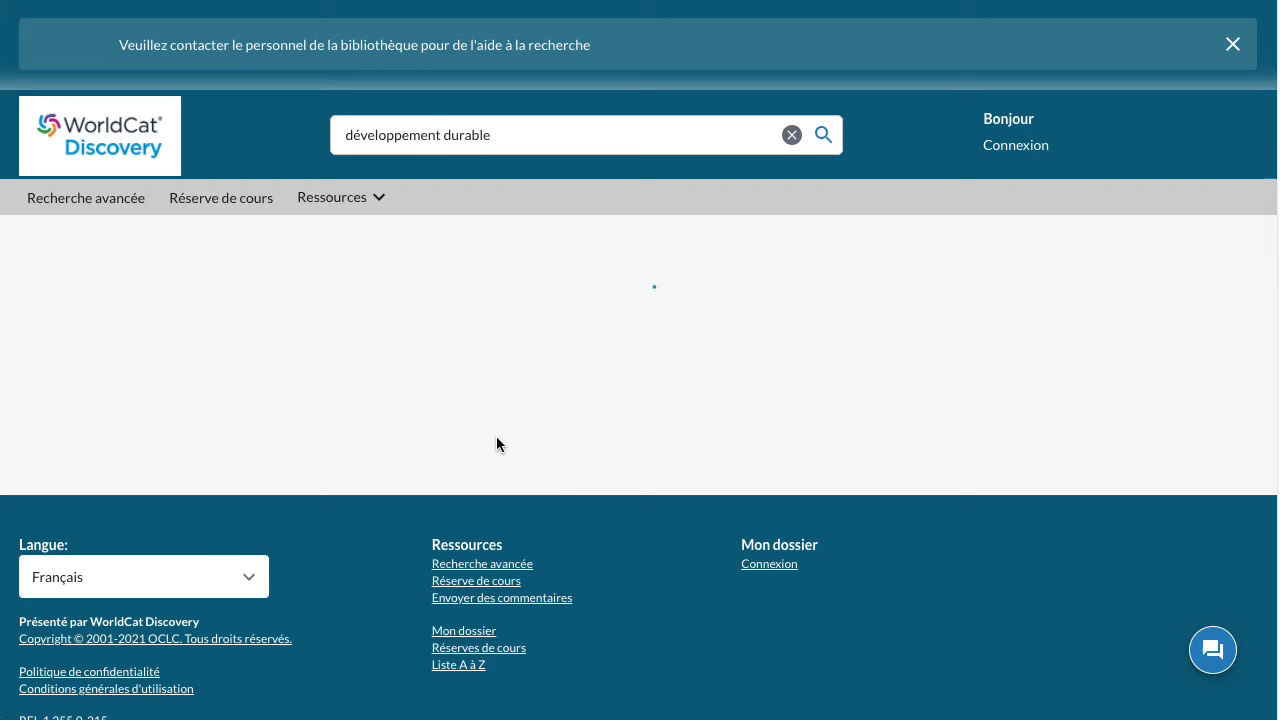 Veuillez contacter le personnel de la bibliothèque pour de l'aide à la recherche
WorldCat®
Discovery
développement durable
Bonjour
Connexion
Recherche avancée
Réserve de cours
Ressources
Langue:
Français
Présenté par WorldCat Discovery
Copyright © 2001-2021 OCLC. Tous droits réservés.
Politique de confidentialité
Conditions générales d'utilisation
Ressources
Recherche avancée
Réserve de cours
Envoyer des commentaires
Mon dossier
Réserves de cours
Liste A à Z
Mon dossier
Connexion